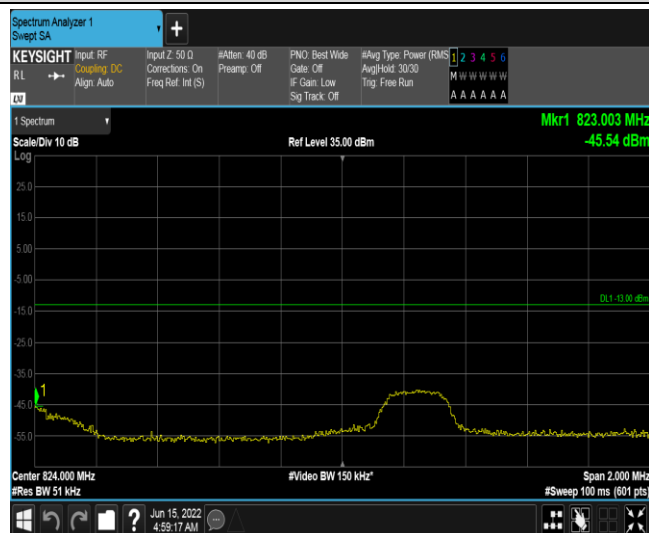 Spectrum Analyzer 1
Swept SA
+
KEYSIGHT
R L
LXI
Input: RF
Coupling: DC
Align: Auto
Input Z: 50 Ω
Corrections: On
Freq Ref: Int (S)
#Atten: 40 dB
Preamp: Off
PNO: Best Wide
Gate: Off
IF Gain: Low
Sig Track: Off
#Avg Type: Power (RMS
Avg|Hold: 30/30
Trig: Free Run
1 2 3 4 5 6
M W W W W W
A A A A A A
1 Spectrum
Mkr1 823.003 MHz
Scale/Div 10 dB
Ref Level 35.00 dBm
-45.54 dBm
Log
25.0
15.0
5.00
-5.00
DL1 -13.00 dBm
-15.0
-25.0
-35.0
1
-45.0
-55.0
Center 824.000 MHz
#Video BW 150 kHz*
Span 2.000 MHz
#Res BW 51 kHz
#Sweep 100 ms (601 pts)
?
Jun 15, 2022
4:59:17 AM